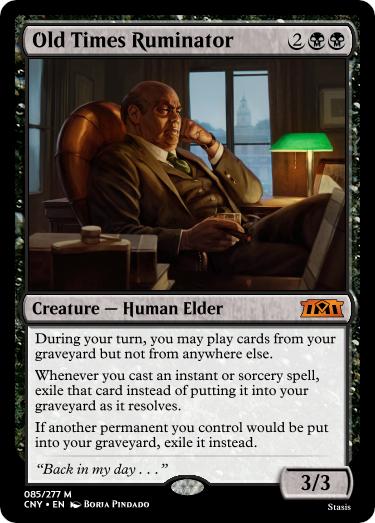 Old Times Ruminator 2
Creature — Human Elder
During your turn, you may play cards from your
graveyard but not from anywhere else.
Whenever you cast an instant or sorcery spell,
exile that card instead of putting it into your
graveyard as it resolves.
If another permanent you control would be put
into your graveyard, exile it instead.
“Back in my day . . .”
3/3
085/277 M
CNY • EN Borja Pindado
Stasis